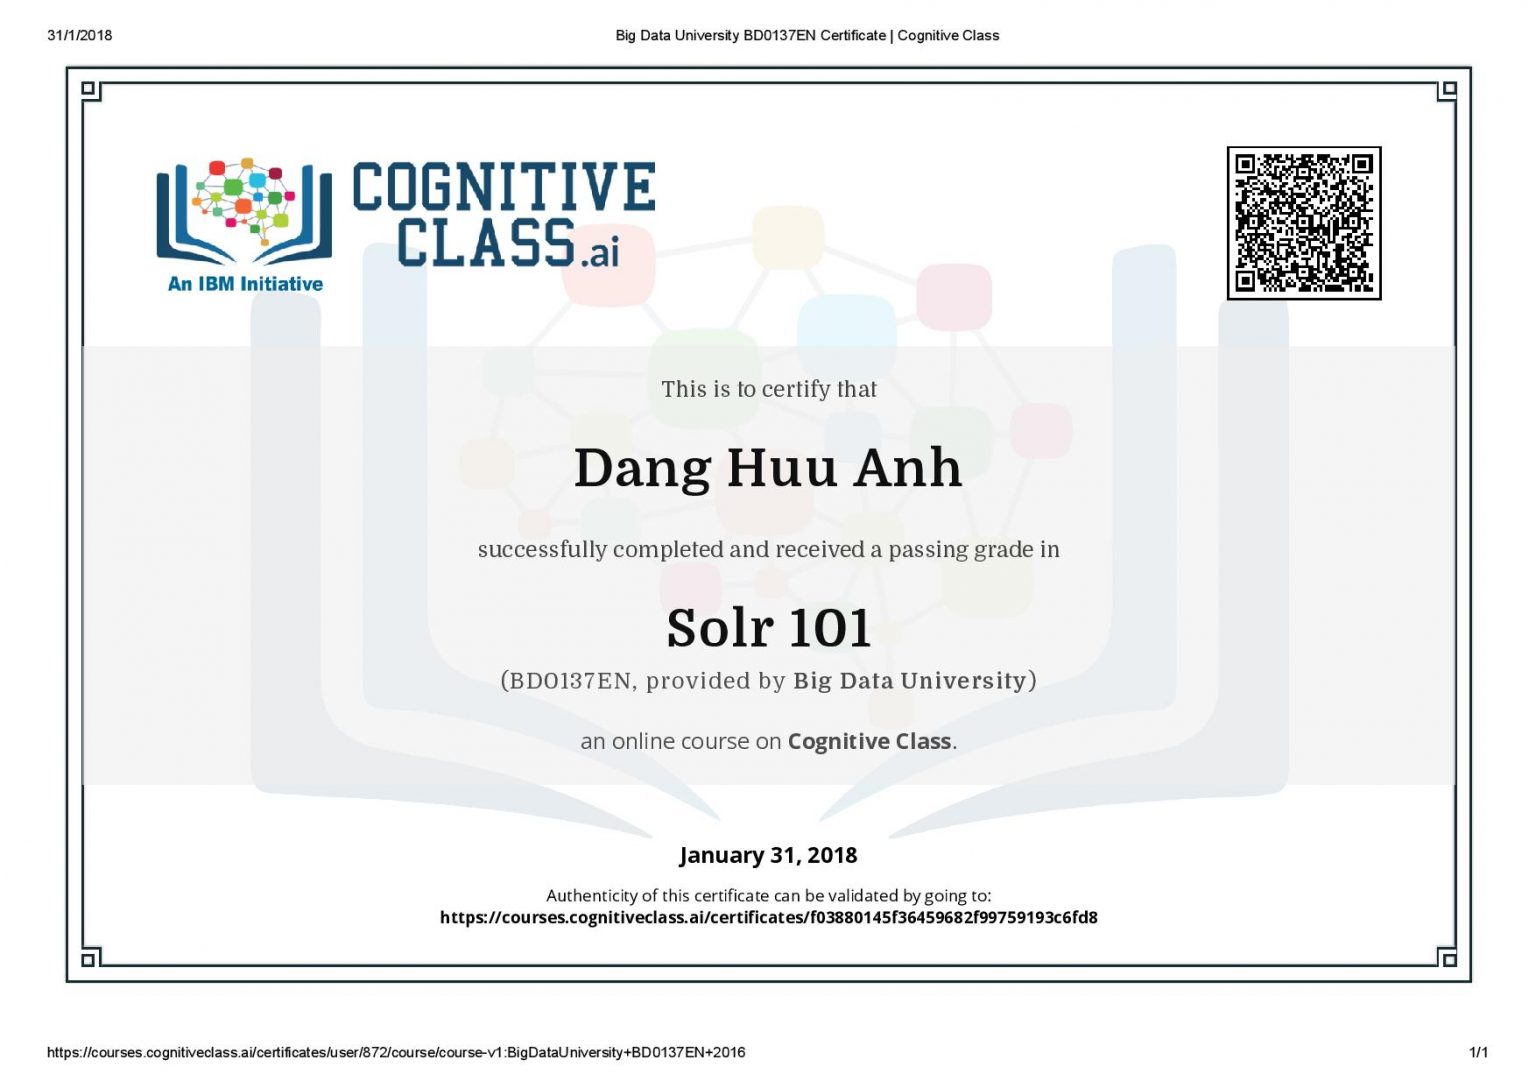 31/1/2018
Big Data University BD0137EN Certificate | Cognitive Class
COGNITIVE
CLASS.ai
An IBM Initiative
This is to certify that
Dang Huu Anh
successfully completed and received a passing grade in
Solr 101
(BD0137EN, provided by Big Data University)
an online course on Cognitive Class.
January 31, 2018
Authenticity of this certificate can be validated by going to:
https://courses.cognitiveclass.ai/certificates/f03880145f36459682f99759193c6fd8
https://courses.cognitiveclass.ai/certificates/user/872/course/course-v1:BigDataUniversity+BD0137EN+2016
1/1